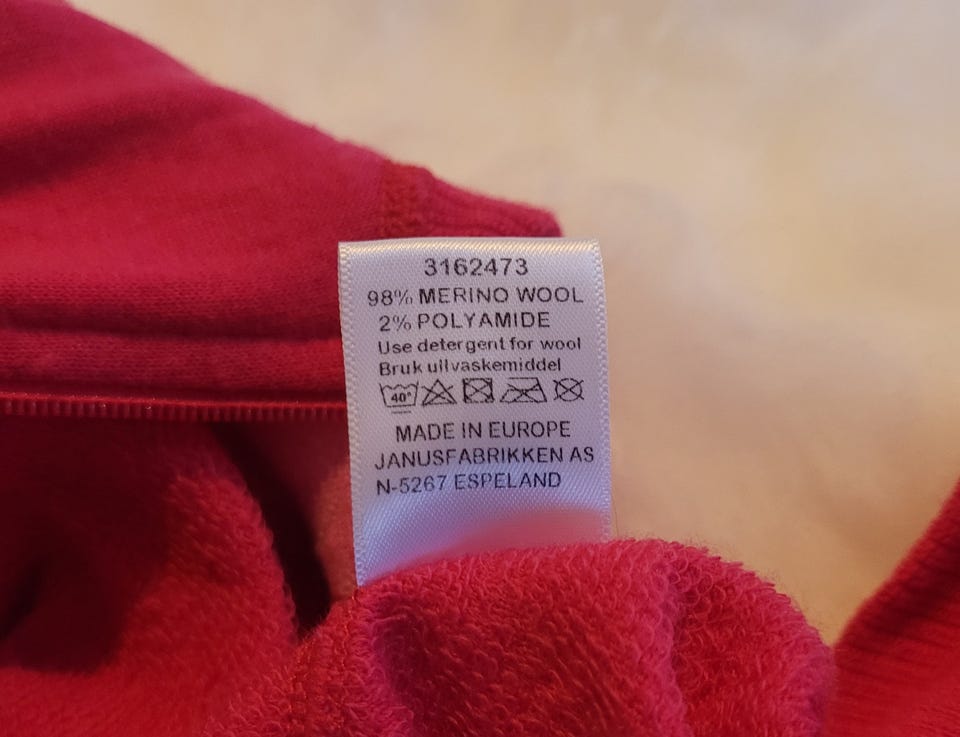 3162473
98% MERINO WOOL
2% POLYAMIDE
Use detergent for wool
Bruk ullvaskemiddel
40°
MADE IN EUROPE
JANUSFABRIKKEN AS
N-5267 ESPELAND